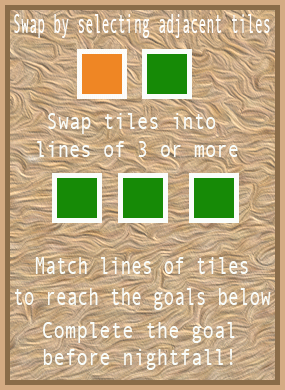 Swap by selecting adjacent tiles
Swap tiles into
lines of 3 or more
Match lines of tiles
to reach the goals below
Complete the goal
before nightfall!